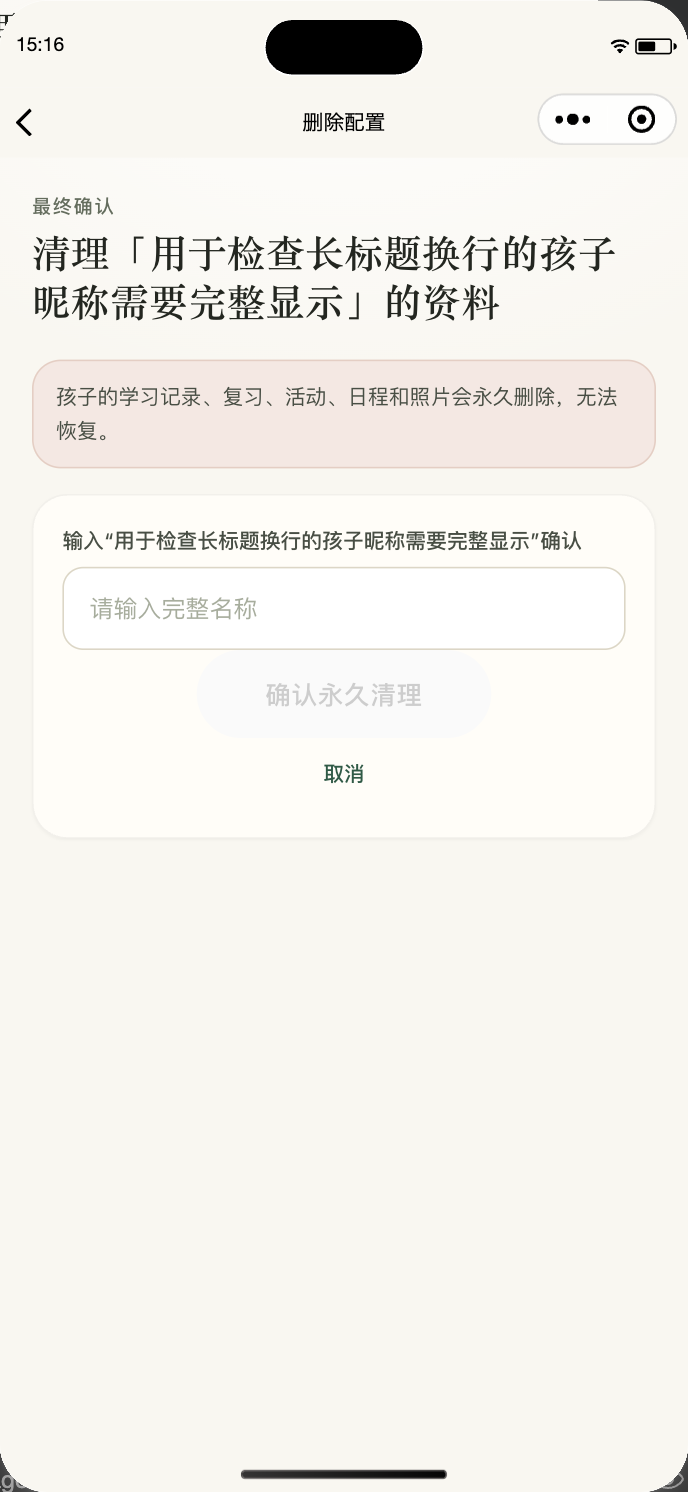 15:16
删除配置
最终确认
清理「用于检查长标题换行的孩子
昵称需要完整显示」的资料
孩子的学习记录、复习、活动、日程和照片会永久删除，无法
恢复。
输入“用于检查长标题换行的孩子昵称需要完整显示”确认
请输入完整名称
确认永久清理
取消